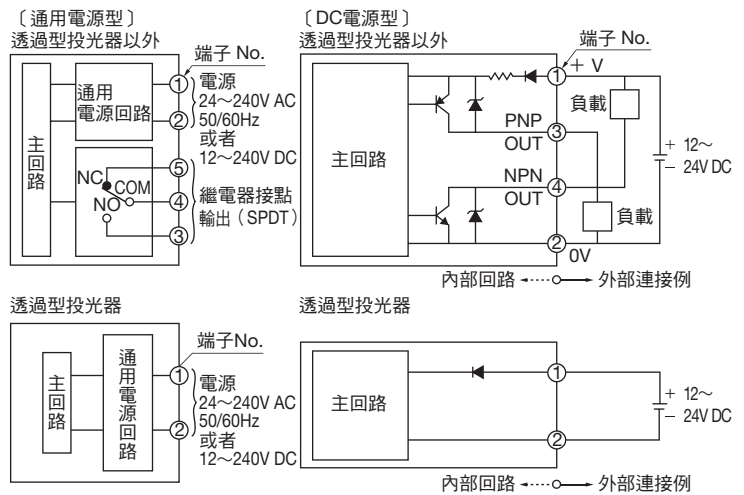 〔通用電源型〕
透過型投光器以外
端子 No.
主回路
通用
電源回路
① 電源
24～240V AC
② 50/60Hz
或者
12～240V DC
NC
COM
NO
⑤
④ 繼電器接點
輸出（SPDT）
③
〔DC電源型〕
透過型投光器以外
端子 No.
主回路
① ＋V
負載
PNP
OUT
③
NPN
OUT
④
負載
② 0V
+ 12～
− 24V DC
內部回路 外部連接例
透過型投光器
端子No.
主回路
通用電源回路
① 電源
24～240V AC
50/60Hz
② 或者
12～240V DC
透過型投光器
主回路
①
②
+ 12～
− 24V DC
內部回路 外部連接例